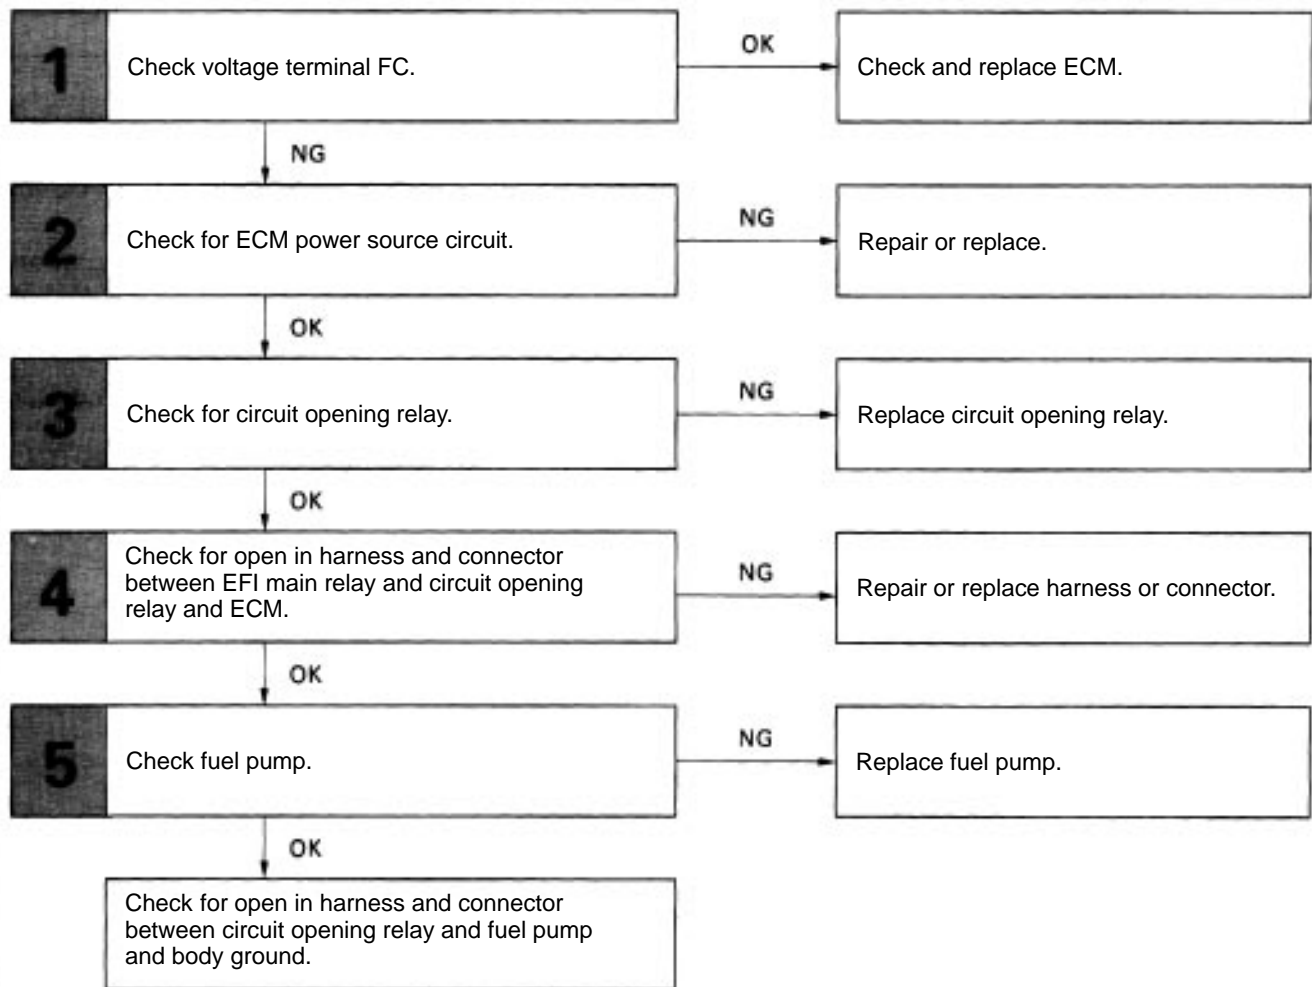 1
Check voltage terminal FC.
OK
Check and replace ECM.
NG
2
Check for ECM power source circuit.
NG
Repair or replace.
OK
3
Check for circuit opening relay.
NG
Replace circuit opening relay.
OK
4
Check for open in harness and connector
between EFI main relay and circuit opening
relay and ECM.
NG
Repair or replace harness or connector.
OK
5
Check fuel pump.
NG
Replace fuel pump.
OK
Check for open in harness and connector
between circuit opening relay and fuel pump
and body ground.